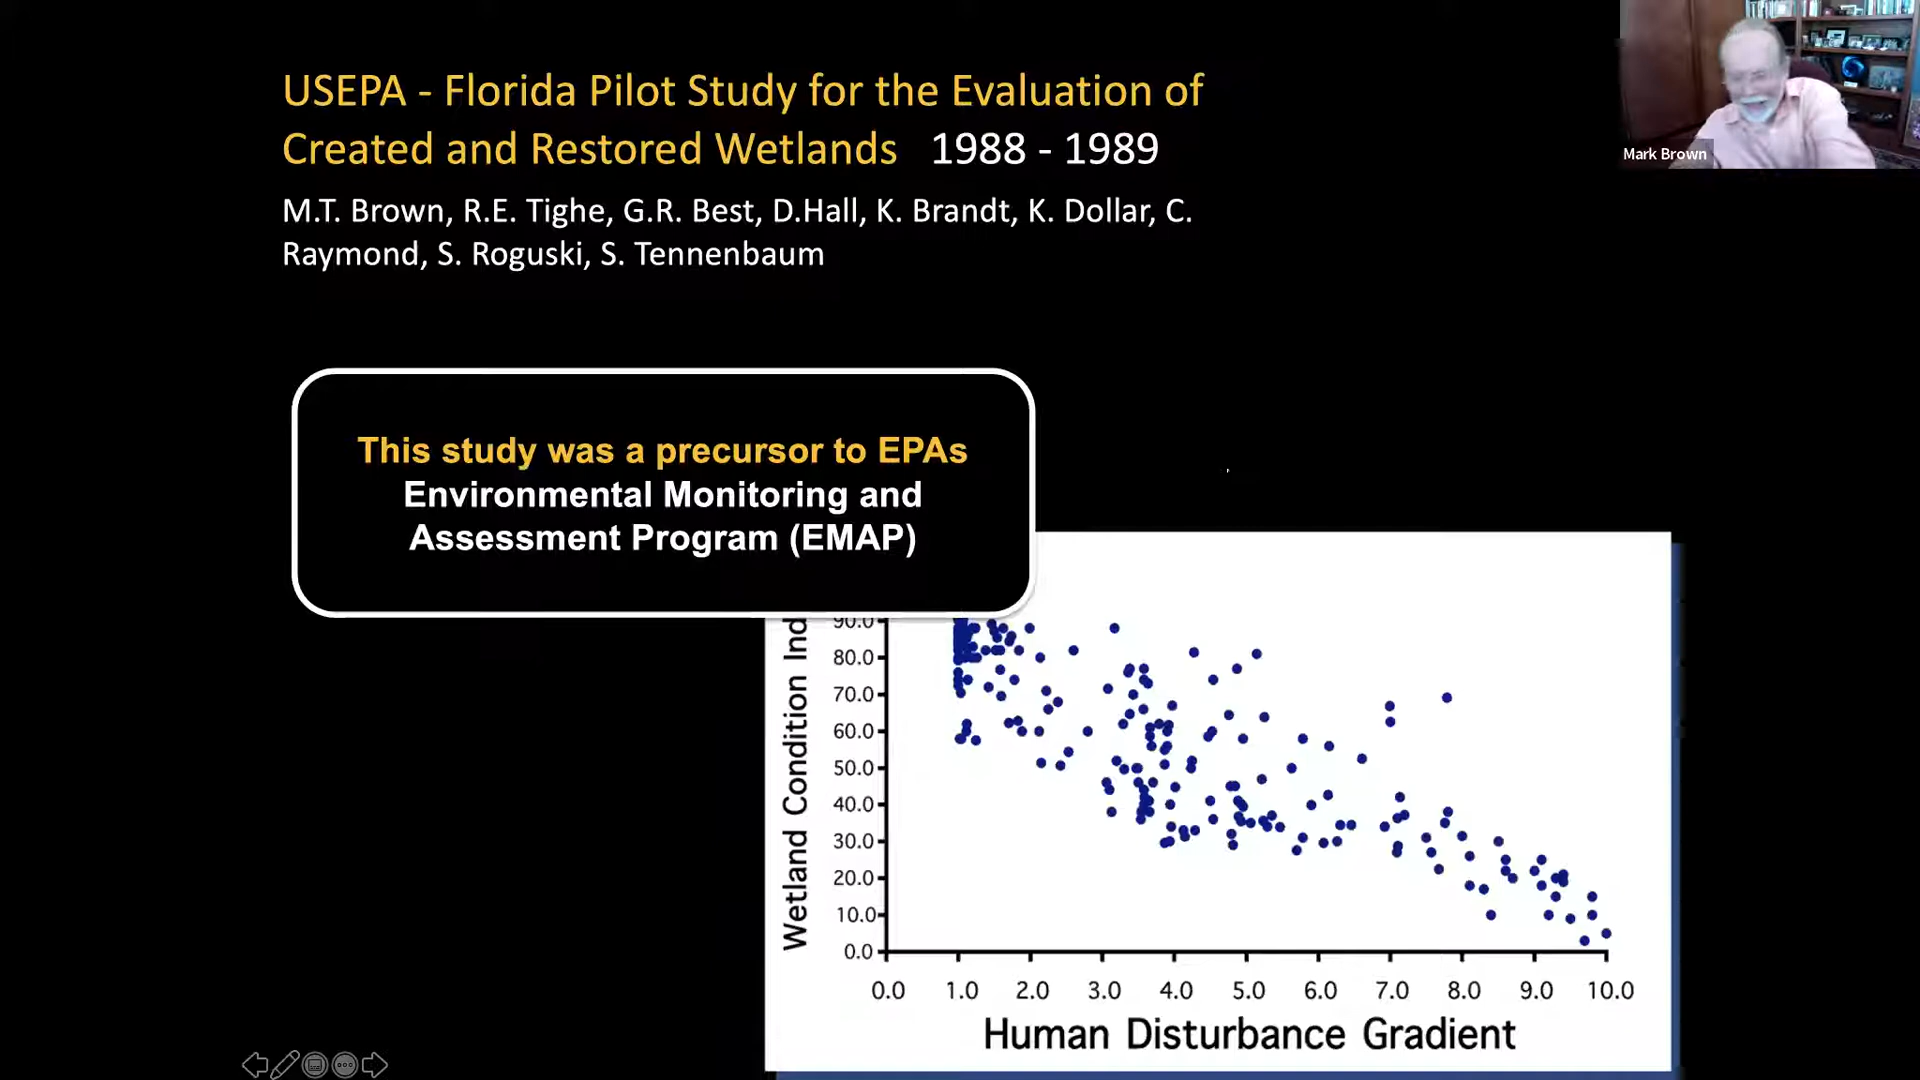 USEPA - Florida Pilot Study for the Evaluation of
Created and Restored Wetlands 1988 - 1989
M.T. Brown, R.E. Tighe, G.R. Best, D.Hall, K. Brandt, K. Dollar, C.
Raymond, S. Roguski, S. Tennenbaum
Mark Brown
This study was a precursor to EPAs
Environmental Monitoring and
Assessment Program (EMAP)
Wetland Condition
90.0
80.0
70.0
60.0
50.0
40.0
30.0
20.0
10.0
0.0
0.0 1.0 2.0 3.0 4.0 5.0 6.0 7.0 8.0 9.0 10.0
Human Disturbance Gradient